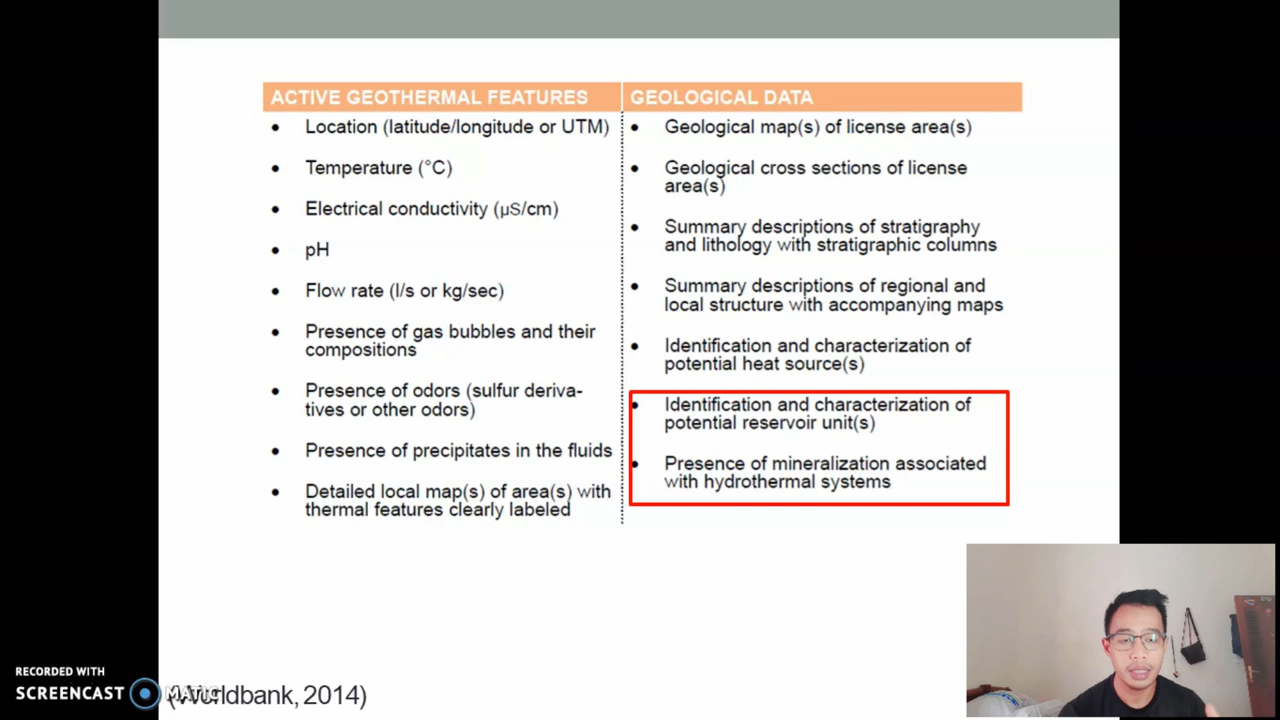 ACTIVE GEOTHERMAL FEATURES
• Location (latitude/longitude or UTM)
• Temperature (°C)
• Electrical conductivity (µS/cm)
• pH
• Flow rate (l/s or kg/sec)
• Presence of gas bubbles and their
compositions
• Presence of odors (sulfur deriva-
tives or other odors)
• Presence of precipitates in the fluids
• Detailed local map(s) of area(s) with
thermal features clearly labeled
GEOLOGICAL DATA
• Geological map(s) of license area(s)
• Geological cross sections of license
area(s)
• Summary descriptions of stratigraphy
and lithology with stratigraphic columns
• Summary descriptions of regional and
local structure with accompanying maps
• Identification and characterization of
potential heat source(s)
• Identification and characterization of
potential reservoir unit(s)
• Presence of mineralization associated
with hydrothermal systems
(Worldbank, 2014)
RECORDED WITH
SCREENCAST MATIC